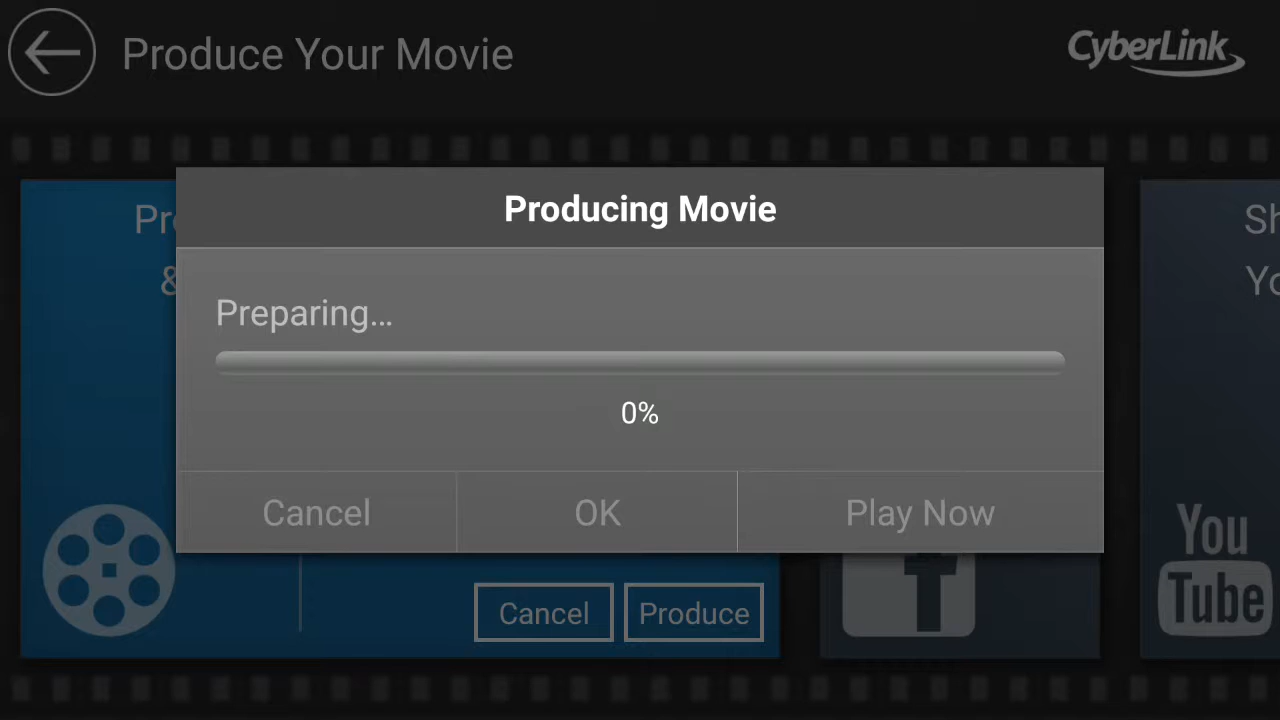 Produce Your Movie
CyberLink
Producing Movie
Preparing...
0%
Cancel
OK
Play Now
&
Cancel
Produce
You
Tube